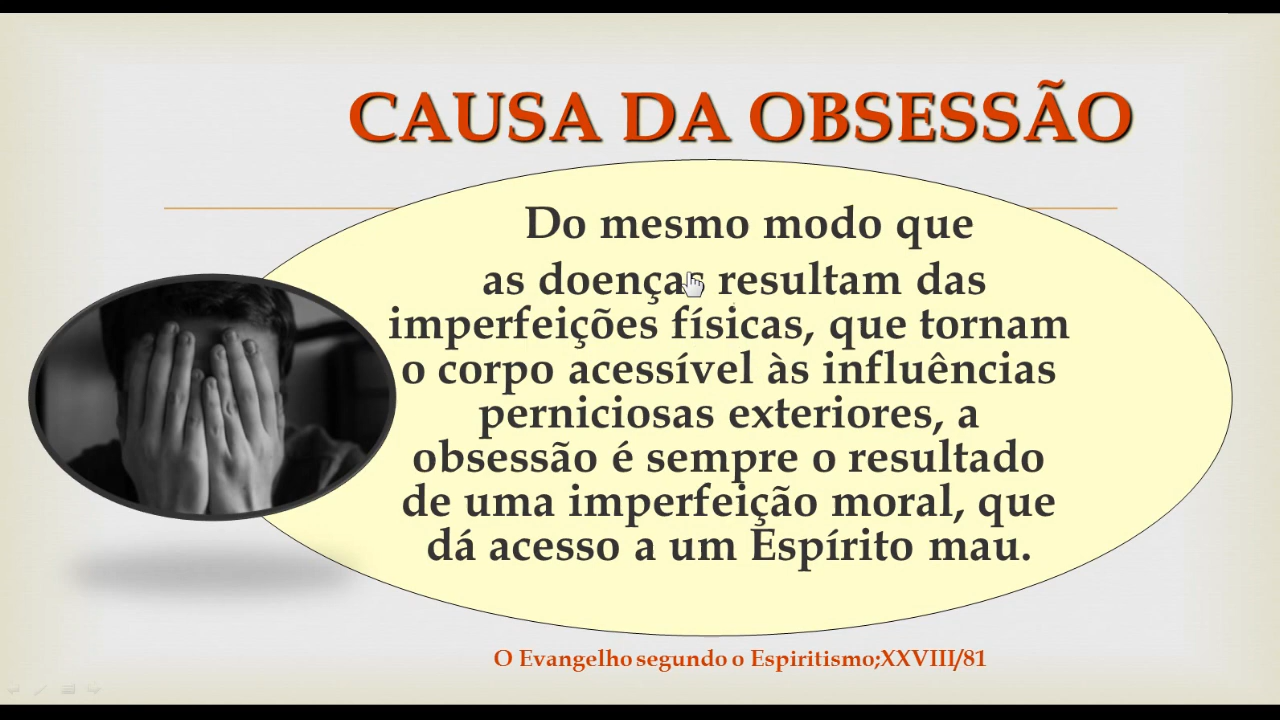 CAUSA DA OBSESSÃO
Do mesmo modo que
as doenças resultam das
imperfeições físicas, que tornam
o corpo acessível às influências
perniciosas exteriores, a
obsessão é sempre o resultado
de uma imperfeição moral, que
dá acesso a um Espírito mau.
O Evangelho segundo o Espiritismo;XXVIII/81